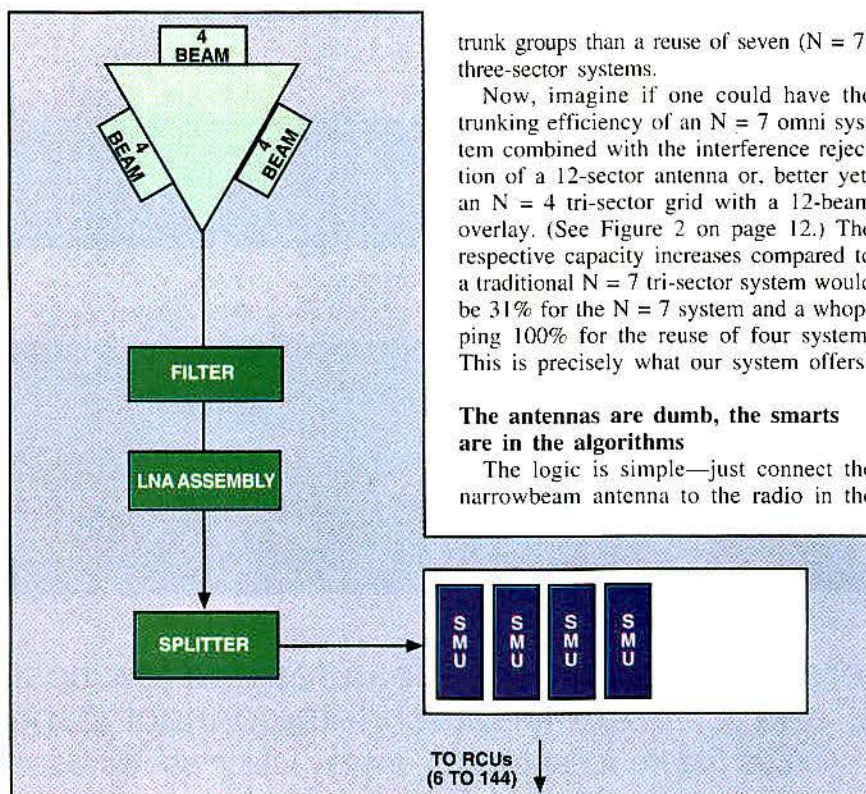 4
BEAM
4
BEAM
4
BEAM
FILTER
LNA ASSEMBLY
SPLITTER
SMU
SMU
SMU
SMU
TO RCUs
(6 TO 144)
trunk groups than a reuse of seven (N = 7
three-sector systems.
Now, imagine if one could have the
trunking efficiency of an N = 7 omni sys
tem combined with the interference rejec
tion of a 12-sector antenna or, better yet
an N = 4 tri-sector grid with a 12-beam
overlay. (See Figure 2 on page 12.) The
respective capacity increases compared to
a traditional N = 7 tri-sector system would
be 31% for the N = 7 system and a whop
ping 100% for the reuse of four system
This is precisely what our system offers
The antennas are dumb, the smarts
are in the algorithms
The logic is simple—just connect the
narrowbeam antenna to the radio in the